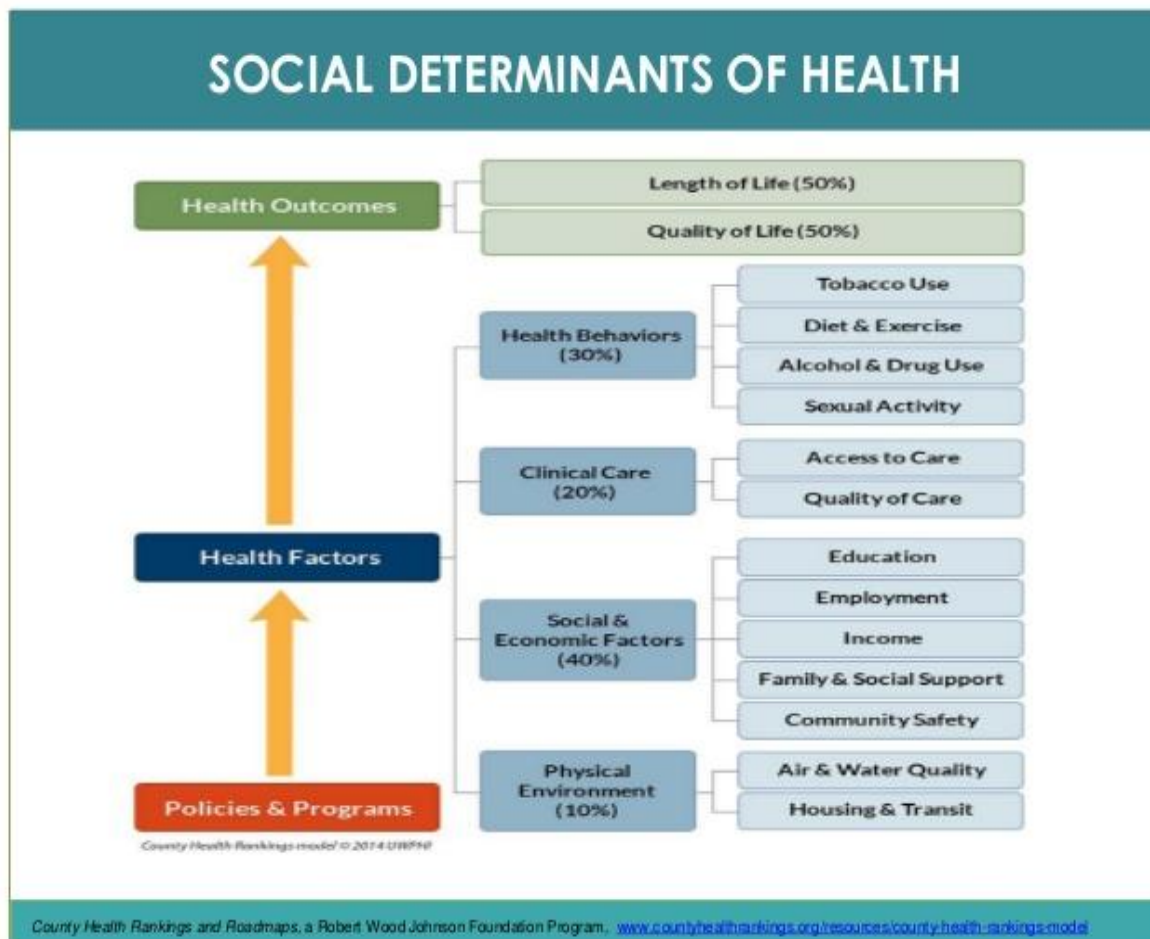 SOCIAL DETERMINANTS OF HEALTH
Health Outcomes
Length of Life (50%)
Quality of Life (50%)
Health Factors
Health Behaviors
(30%)
Tobacco Use
Diet & Exercise
Alcohol & Drug Use
Sexual Activity
Clinical Care
(20%)
Access to Care
Quality of Care
Social &
Economic Factors
(40%)
Education
Employment
Income
Family & Social Support
Community Safety
Physical
Environment
(10%)
Air & Water Quality
Housing & Transit
Policies & Programs
County Health Rankings model © 2014 UWPHI
County Health Rankings and Roadmaps, a Robert Wood Johnson Foundation Program, www.countyhealthrankings.org/resources/county-health-rankings-model